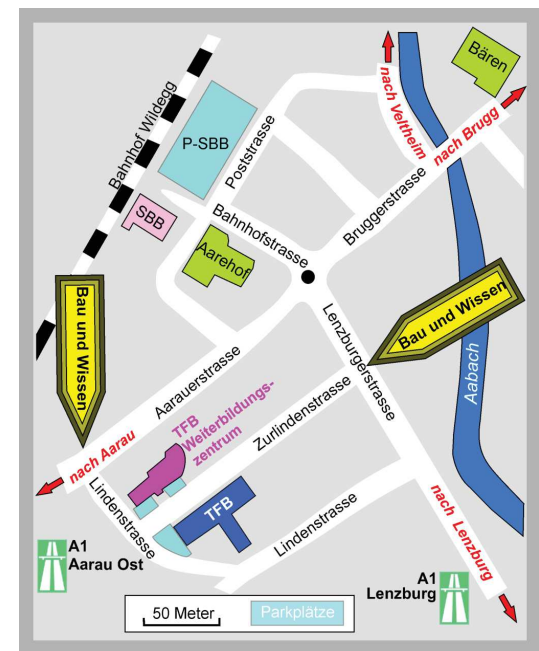 Bären
nach Veltheim
nach Brugg
Bahnhof Wildegg
P-SBB
Poststrasse
Bruggerstrasse
SBB
Bahnhofstrasse
Aarehof
Bau und Wissen
Bau und Wissen
Lenzburgerstrasse
Aabach
Aarauerstrasse
TFB
Weiterbildungs-
zentrum
Zurlindenstrasse
nach Aarau
Lindenstrasse
TFB
Lindenstrasse
nach Lenzburg
A1
Aarau Ost
A1
Lenzburg
50 Meter
Parkplätze